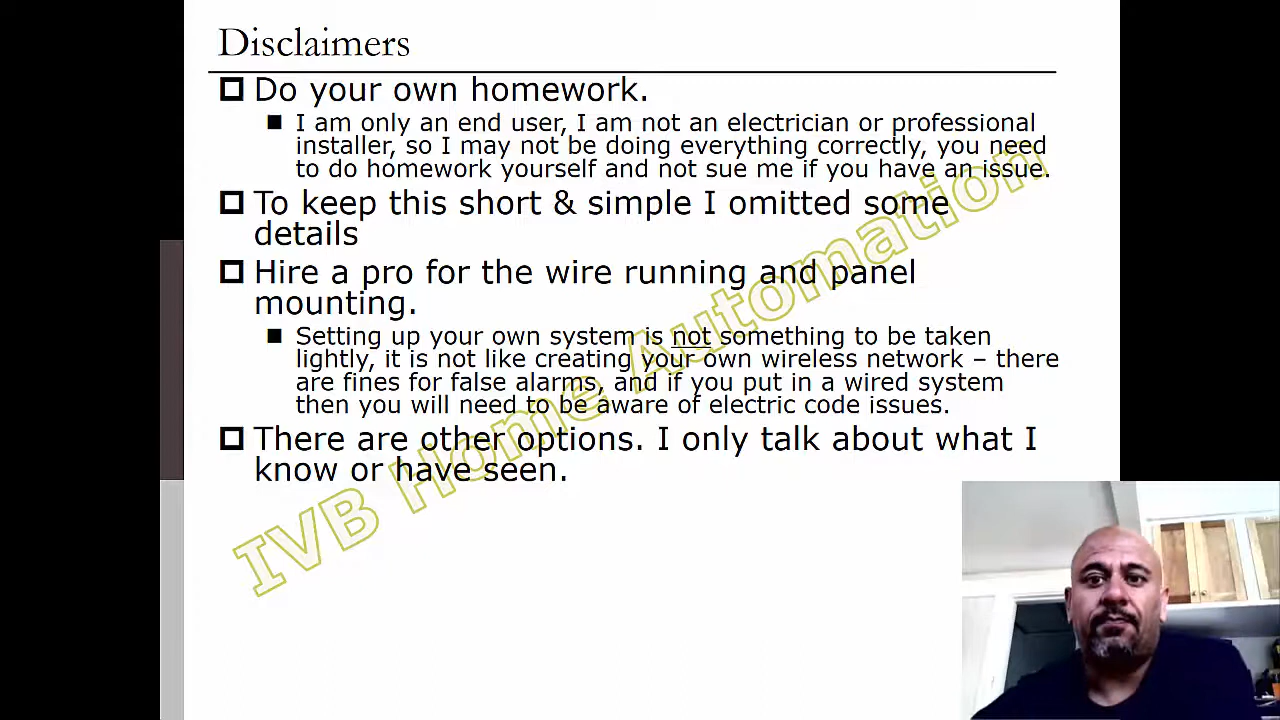 Disclaimers
Do your own homework.
I am only an end user, I am not an electrician or professional
installer, so I may not be doing everything correctly, you need
to do homework yourself and not sue me if you have an issue.
To keep this short & simple I omitted some
details
Hire a pro for the wire running and panel
mounting.
Setting up your own system is not something to be taken
lightly, it is not like creating your own wireless network – there
are fines for false alarms, and if you put in a wired system
then you will need to be aware of electric code issues.
There are other options. I only talk about what I
know or have seen.
IVB Home Automation